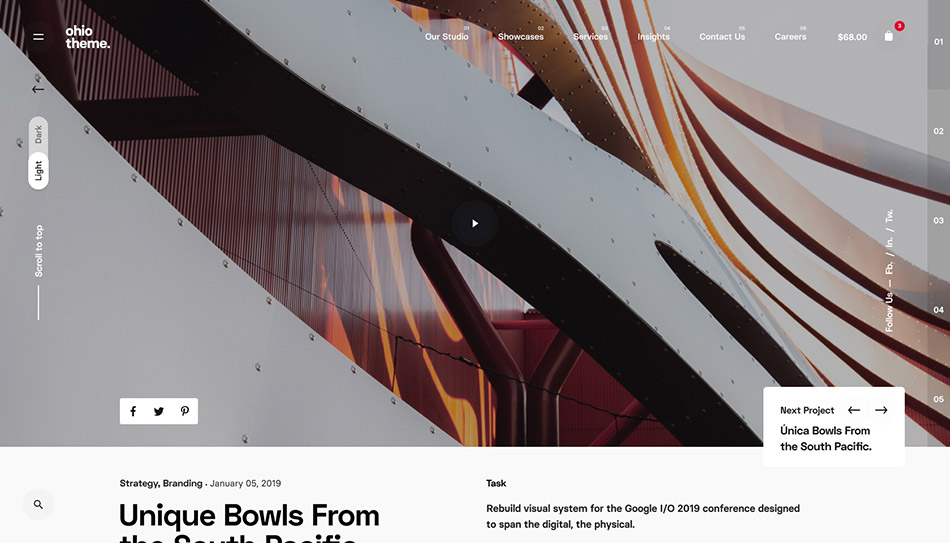 ohio
theme.
01
Our Studio
02
Showcases
03
Services
04
Insights
05
Contact Us
06
Careers
$68.00
3
01
02
03
04
05
Dark
Light
Scroll to top
Follow Us — Fb. / In. / Tw.
Next Project
Única Bowls From
the South Pacific.
Strategy, Branding . January 05, 2019
Unique Bowls From
the South Pacific
Task
Rebuild visual system for the Google I/O 2019 conference designed
to span the digital, the physical.